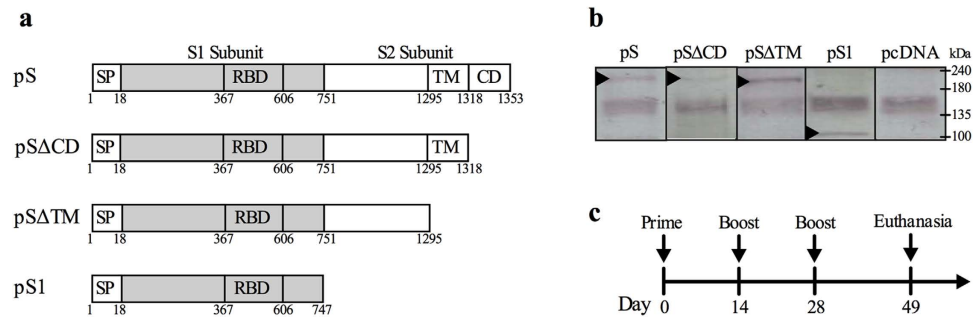 a
S1 Subunit S2 Subunit
pS SP RBD TM CD
1 18 367 606 751 1295 1318 1353
pSΔCD SP RBD TM
1 18 367 606 751 1295 1318
pSΔTM SP RBD
1 18 367 606 751 1295
pS1 SP RBD
1 18 367 606 747
b
pS pSΔCD pSΔTM pS1 pcDNA kDa
240
180
135
100
c
Prime Boost Boost Euthanasia
Day 0 14 28 49